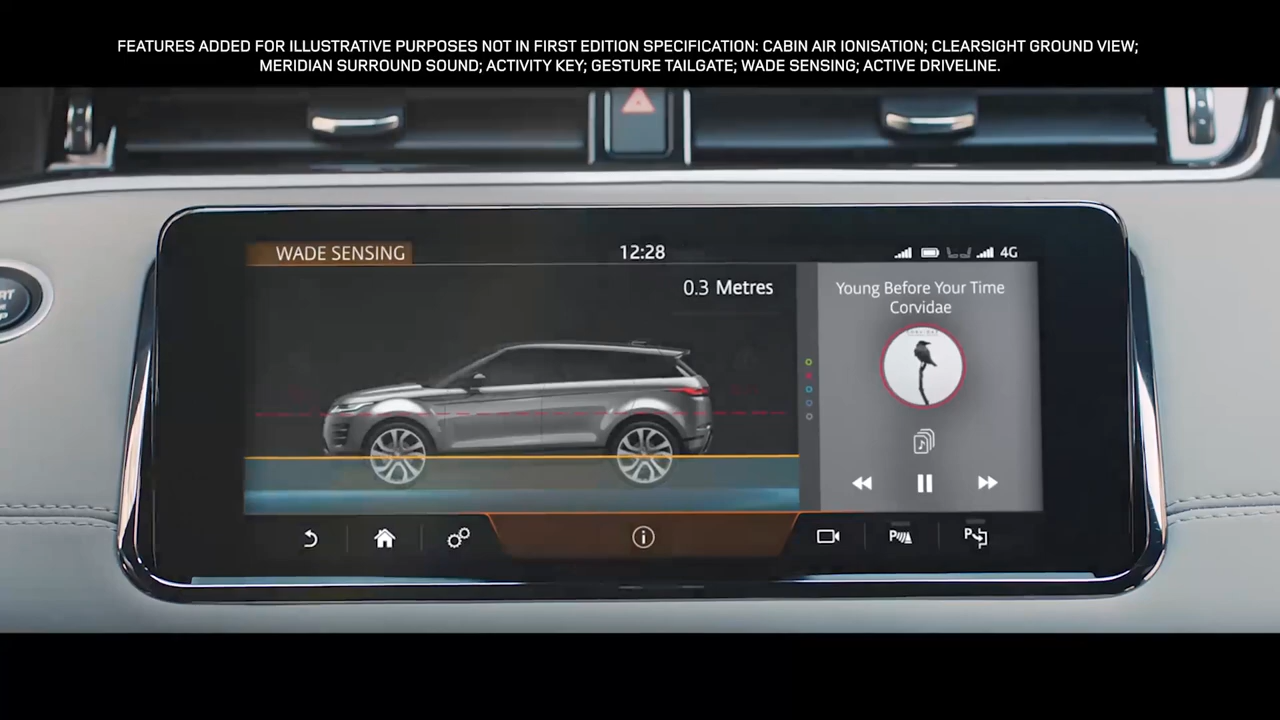 FEATURES ADDED FOR ILLUSTRATIVE PURPOSES NOT IN FIRST EDITION SPECIFICATION: CABIN AIR IONISATION; CLEARSIGHT GROUND VIEW;
MERIDIAN SURROUND SOUND; ACTIVITY KEY; GESTURE TAILGATE; WADE SENSING; ACTIVE DRIVELINE.
WADE SENSING
12:28
4G
0.3 Metres
Young Before Your Time
Corvidae
P
P